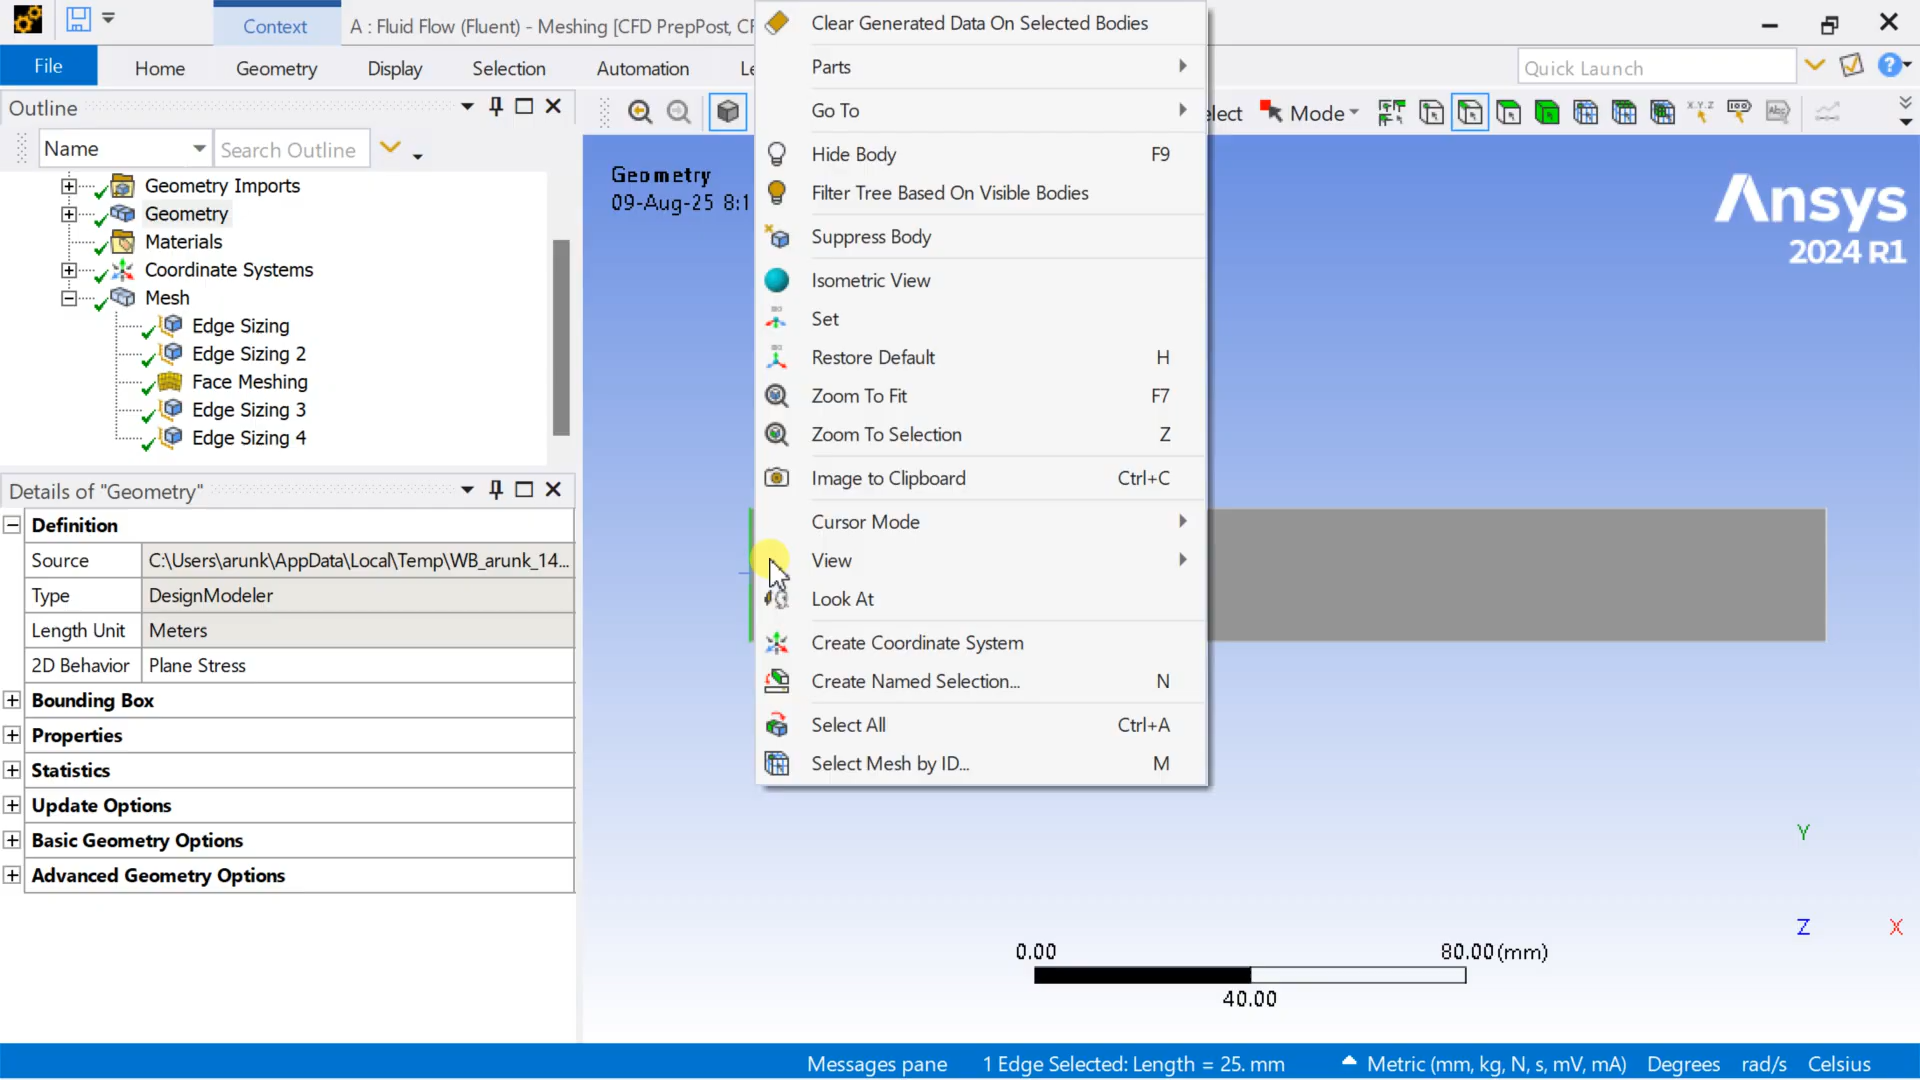 Context
A : Fluid Flow (Fluent) - Meshing [CFD PrepPost, CF
File
Home
Geometry
Display
Selection
Automation
Le
Quick Launch
Outline
Name
Search Outline
Geometry Imports
Geometry
Materials
Coordinate Systems
Mesh
Edge Sizing
Edge Sizing 2
Face Meshing
Edge Sizing 3
Edge Sizing 4
Details of "Geometry"
Definition
Source C:\Users\arunk\AppData\Local\Temp\WB_arunk_14...
Type DesignModeler
Length Unit Meters
2D Behavior Plane Stress
Bounding Box
Properties
Statistics
Update Options
Basic Geometry Options
Advanced Geometry Options
Clear Generated Data On Selected Bodies
Parts
Go To
Hide Body F9
Filter Tree Based On Visible Bodies
Suppress Body
Isometric View
Set
Restore Default H
Zoom To Fit F7
Zoom To Selection Z
Image to Clipboard Ctrl+C
Cursor Mode
View
Look At
Create Coordinate System
Create Named Selection... N
Select All Ctrl+A
Select Mesh by ID... M
elect
Mode
Geometry
09-Aug-25 8:1
Ansys
2024 R1
Y
Z
X
0.00
80.00(mm)
40.00
Messages pane
1 Edge Selected: Length = 25. mm
Metric (mm, kg, N, s, mV, mA)
Degrees
rad/s
Celsius